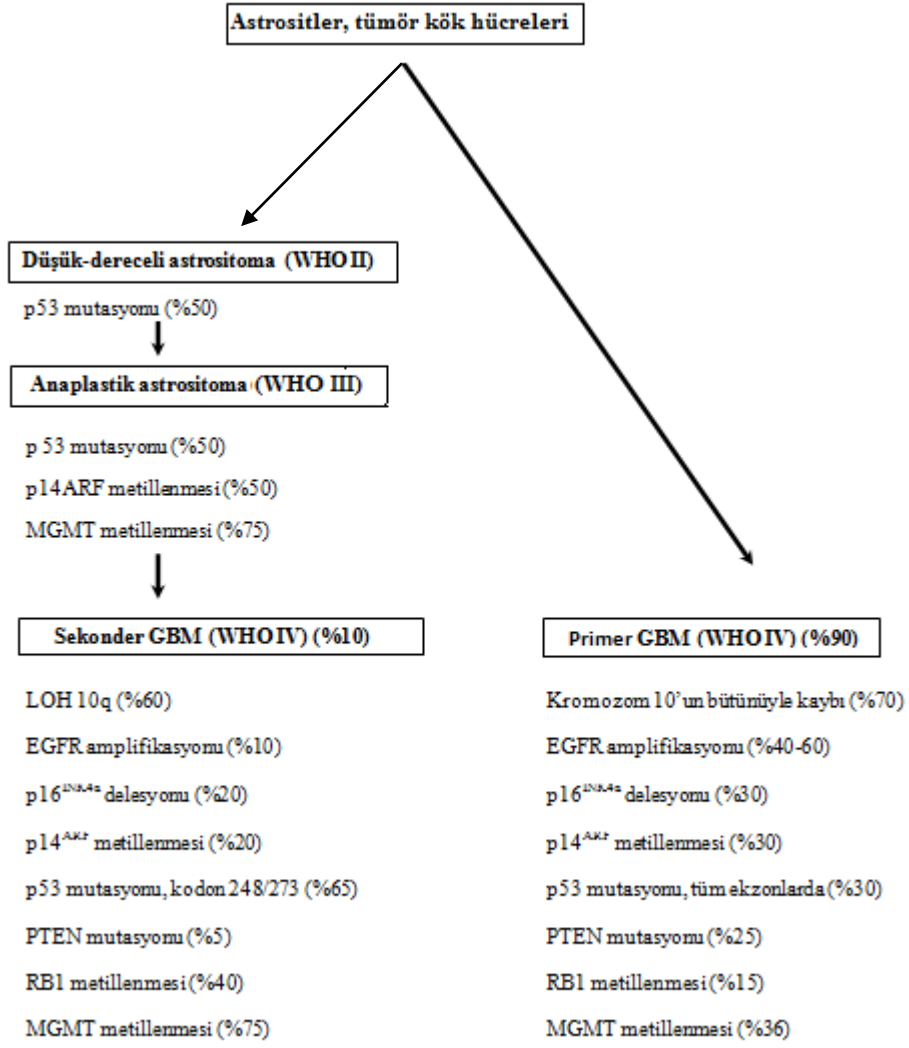 Astrositler, tümör kök hücreleri
Düşük-dereceli astrositoma (WHO II)
p53 mutasyonu (%50)
Anaplastik astrositoma (WHO III)
p 53 mutasyonu (%50)
p14ARF metillenmesi (%50)
MGMT metillenmesi (%75)
Sekonder GBM (WHO IV) (%10)
LOH 10q (%60)
EGFR amplifikasyonu (%10)
p16INK4a delesyonu (%20)
p14ARF metillenmesi (%20)
p53 mutasyonu, kodon 248/273 (%65)
PTEN mutasyonu (%5)
RB1 metillenmesi (%40)
MGMT metillenmesi (%75)
Primer GBM (WHO IV) (%90)
Kromozom 10'un bütünüyle kaybı (%70)
EGFR amplifikasyonu (%40-60)
p16INK4a delesyonu (%30)
p14ARF metillenmesi (%30)
p53 mutasyonu, tüm ekzonlarda (%30)
PTEN mutasyonu (%25)
RB1 metillenmesi (%15)
MGMT metillenmesi (%36)